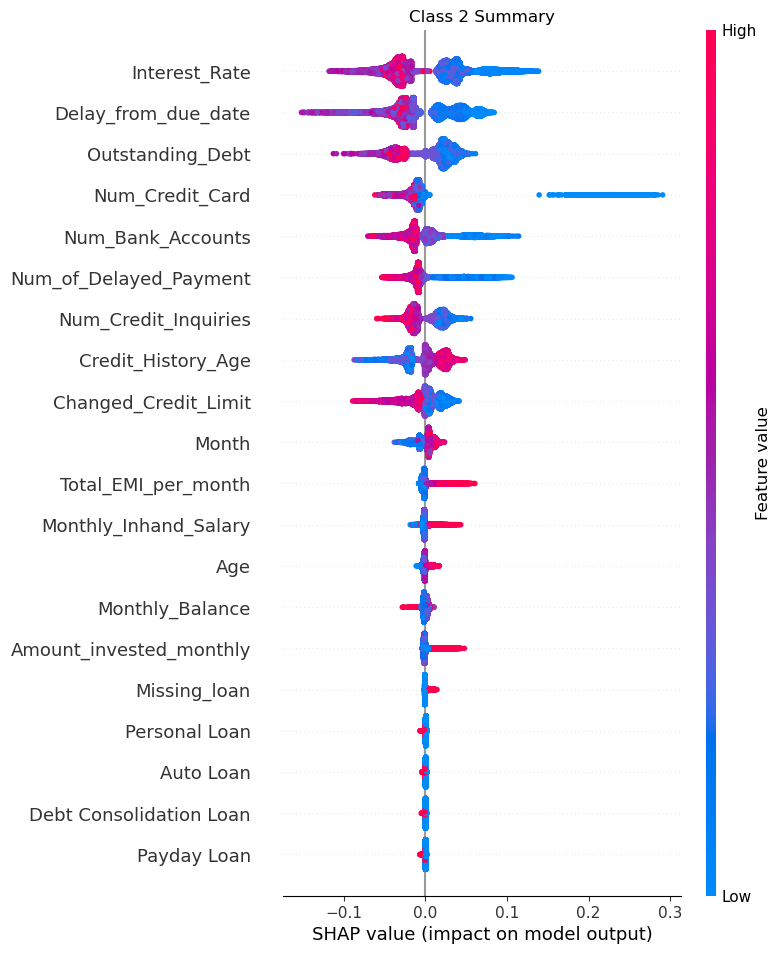 Class 2 Summary
High
Interest_Rate
Delay_from_due_date
Outstanding_Debt
Num_Credit_Card
Num_Bank_Accounts
Num_of_Delayed_Payment
Num_Credit_Inquiries
Credit_History_Age
Changed_Credit_Limit
Month
Total_EMI_per_month
Monthly_Inhand_Salary
Age
Monthly_Balance
Amount_invested_monthly
Missing_loan
Personal Loan
Auto Loan
Debt Consolidation Loan
Payday Loan
Feature value
Low
−0.1 0.0 0.1 0.2 0.3
SHAP value (impact on model output)